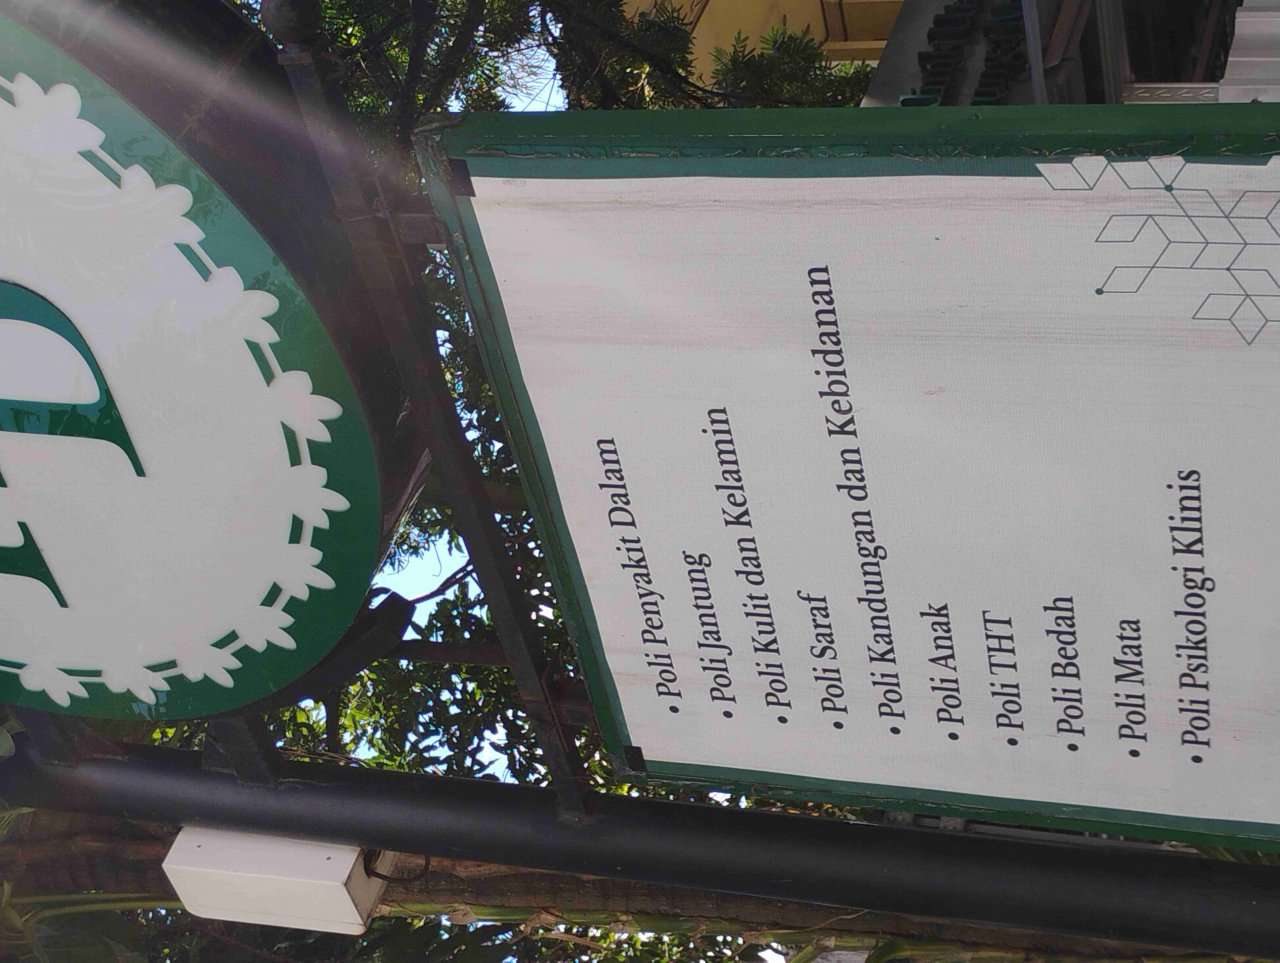 • Poli Penyakit Dalam
• Poli Jantung
• Poli Kulit dan Kelamin
• Poli Saraf
• Poli Kandungan dan Kebidanan
• Poli Anak
• Poli THT
• Poli Bedah
• Poli Mata
• Poli Psikologi Klinis